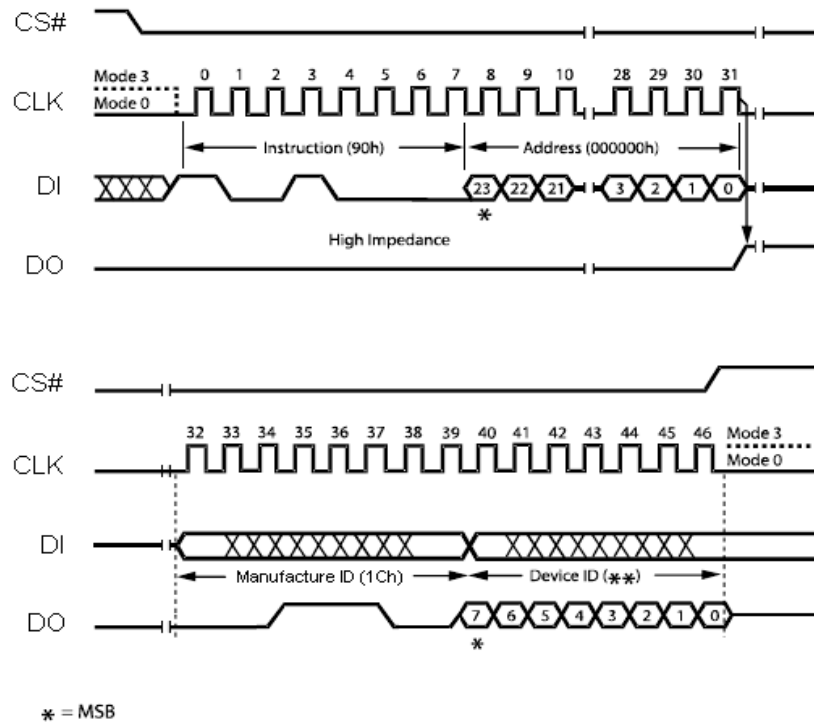 CS#
Mode 3
0 1 2 3 4 5 6 7 8 9 10 28 29 30 31
CLK
Mode 0
Instruction (90h) Address (000000h)
DI 23 22 21 3 2 1 0
*
High Impedance
DO
CS#
32 33 34 35 36 37 38 39 40 41 42 43 44 45 46 Mode 3
CLK
Mode 0
DI
Manufacture ID (1Ch) Device ID (**)
DO 7 6 5 4 3 2 1 0
*
* = MSB